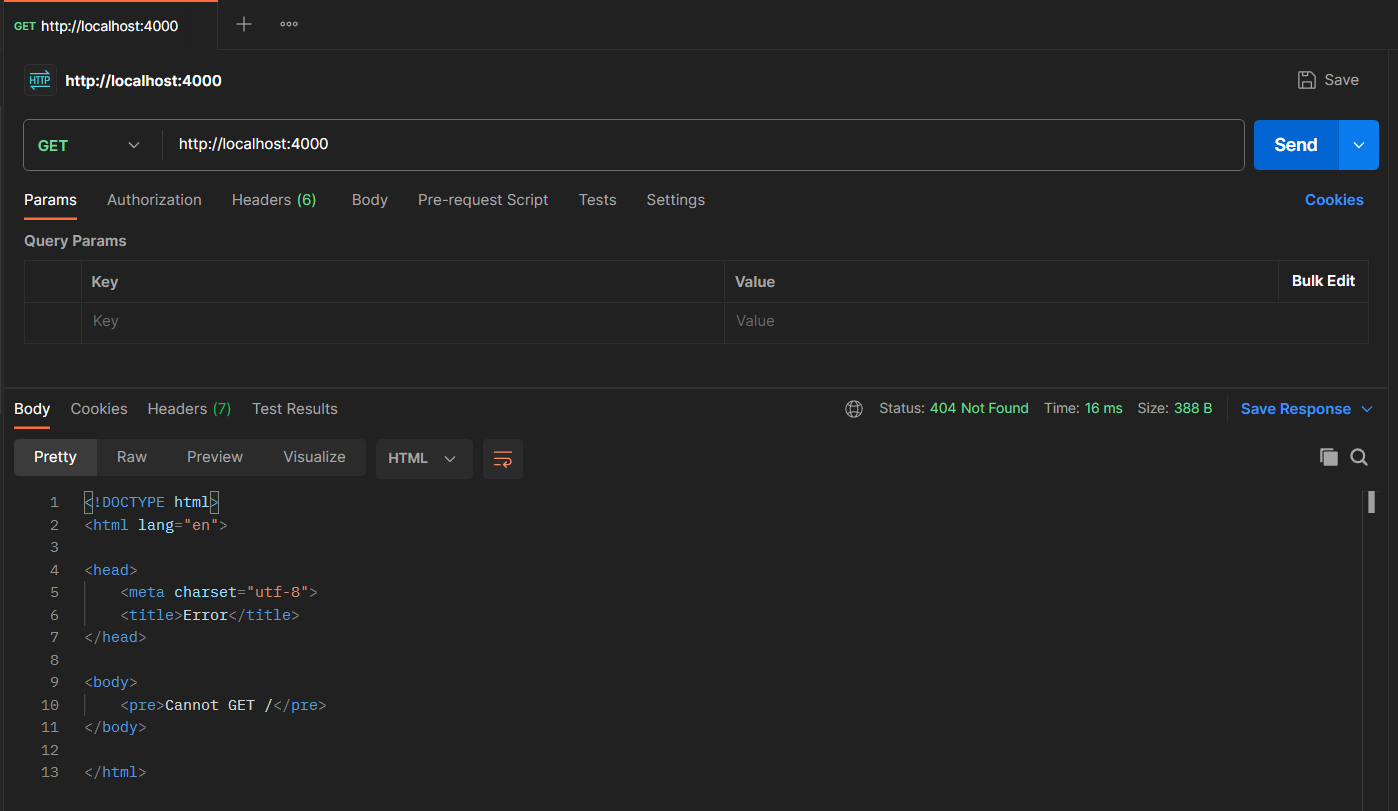 GET http://localhost:4000
HTTP http://localhost:4000 Save
GET http://localhost:4000 Send
Params Authorization Headers (6) Body Pre-request Script Tests Settings Cookies
Query Params
Key Value Bulk Edit
Key Value
Body Cookies Headers (7) Test Results Status: 404 Not Found Time: 16 ms Size: 388 B Save Response
Pretty Raw Preview Visualize HTML
1 <!DOCTYPE html>
2 <html lang="en">
3
4 <head>
5 <meta charset="utf-8">
6 <title>Error</title>
7 </head>
8
9 <body>
10 <pre>Cannot GET /</pre>
11 </body>
12
13 </html>